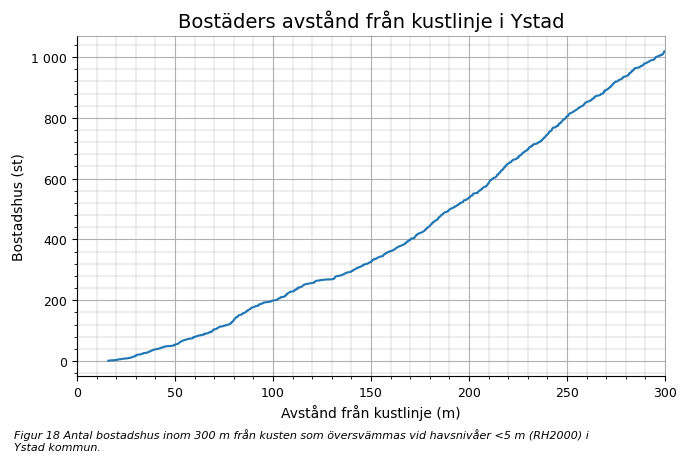 Bostäders avstånd från kustlinje i Ystad
Bostadshus (st)
1 000
800
600
400
200
0
0 50 100 150 200 250 300
Avstånd från kustlinje (m)
Figur 18 Antal bostadshus inom 300 m från kusten som översvämmas vid havsnivåer <5 m (RH2000) i
Ystad kommun.